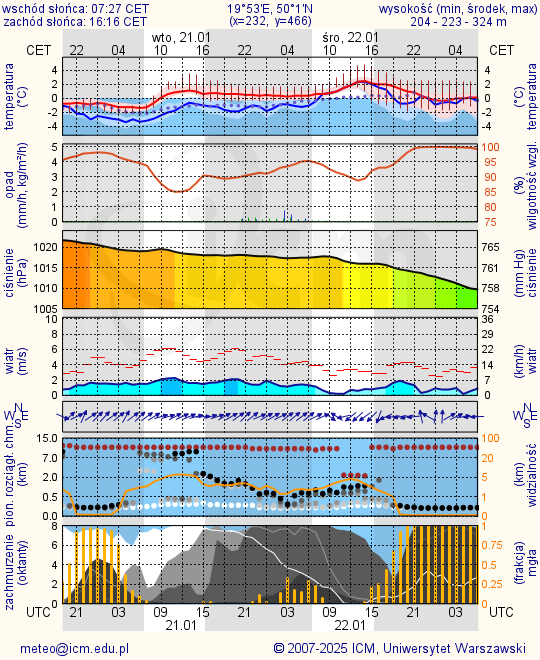 wschód słońca: 07:27 CET 19°53'E, 50°1'N wysokość (min, środek, max)
zachód słońca: 16:16 CET (x=232, y=466) 204 - 223 - 324 m
wto, 21.01 śro, 22.01
CET 22 04 10 16 22 04 10 16 22 04 CET
temperatura (°C) 4 2 0 -2 -4 4 2 0 -2 -4 (°C) temperatura
opad (mm/h, kg/m²/h) 5 4 3 2 1 0 100 95 90 85 80 75 (%) wilgotność wzgl.
ciśnienie (hPa) 1020 1015 1010 1005 765 761 758 754 (mm Hg) ciśnienie
wiatr (m/s) 10 8 6 4 2 0 36 29 22 14 7 0 (km/h) wiatr
N W E S N W E S
pion. rozciągł. chm. (km) 15.0 7.0 2.0 0.5 0.0 100 20 5 1 0 (km) widzialność
zachmurzenie (oktanty) 8 6 4 2 0 1 0.75 0.5 0.25 0 (frakcja) mgła
UTC 21 03 09 15 21 03 09 15 21 03 UTC
21.01 22.01
meteo@icm.edu.pl © 2007-2025 ICM, Uniwersytet Warszawski